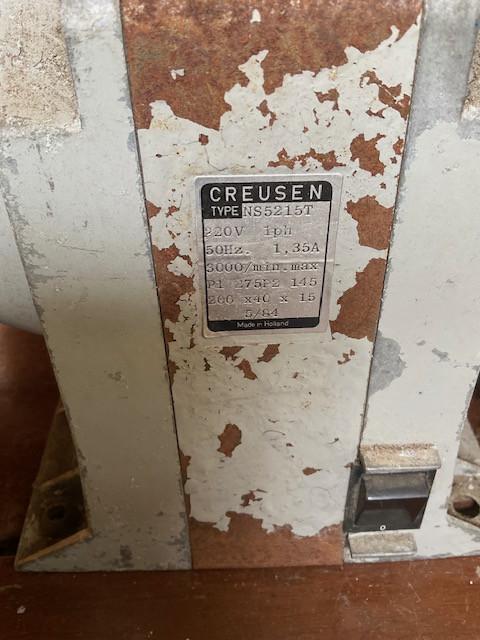 CREUSEN
TYPE NS5215T
220V 1ph
50Hz. 1,35A
3000/min.max
P1 275P2 145
200 x40 x 15
5/84
Made in Holland
0